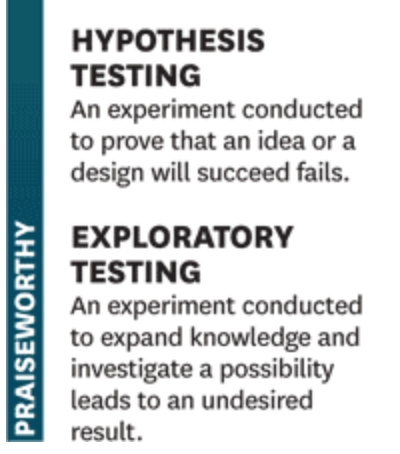 HYPOTHESIS
TESTING
An experiment conducted
to prove that an idea or a
design will succeed fails.
EXPLORATORY
TESTING
An experiment conducted
to expand knowledge and
investigate a possibility
leads to an undesired
result.
PRAISEWORTHY